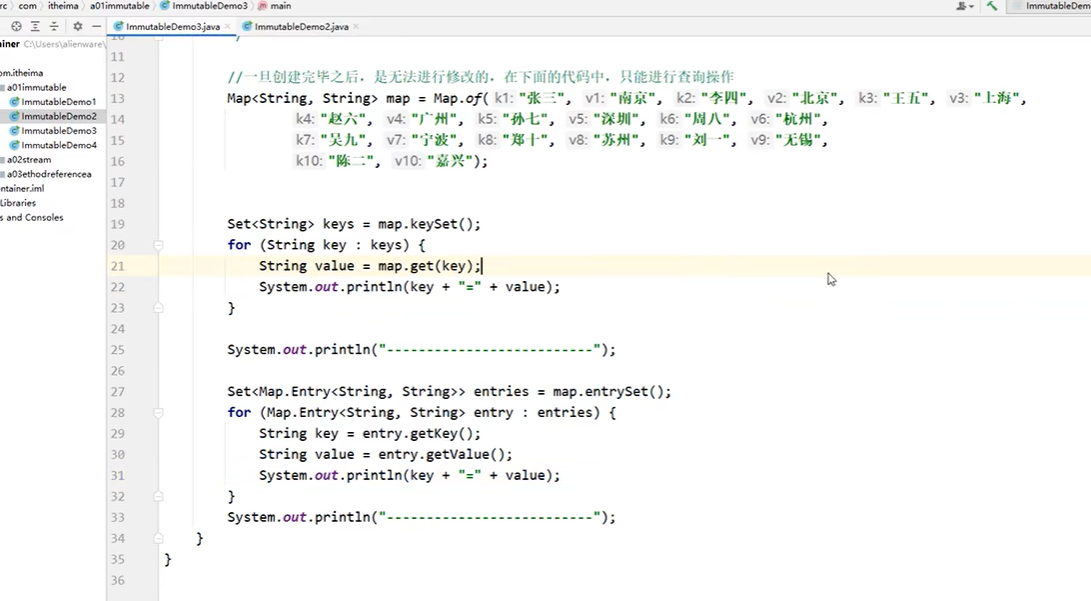 rc com itheima a01immutable ImmutableDemo3 main ImmutableDem
ImmutableDemo3.java ImmutableDemo2.java
iner C:\Users\alienware\
om.itheima
a01immutable
ImmutableDemo1
ImmutableDemo2
ImmutableDemo3
ImmutableDemo4
a02stream
a03ethodreferencea
ntainer.iml
Libraries
s and Consoles
10 */
11
12 //一旦创建完毕之后，是无法进行修改的，在下面的代码中，只能进行查询操作
13 Map<String, String> map = Map.of( k1: "张三", v1: "南京", k2: "李四", v2: "北京", k3: "王五", v3: "上海",
14 k4: "赵六", v4: "广州", k5: "孙七", v5: "深圳", k6: "周八", v6: "杭州",
15 k7: "吴九", v7: "宁波", k8: "郑十", v8: "苏州", k9: "刘一", v9: "无锡",
16 k10: "陈二", v10: "嘉兴");
17
18
19 Set<String> keys = map.keySet();
20 for (String key : keys) {
21 String value = map.get(key);
22 System.out.println(key + "=" + value);
23 }
24
25 System.out.println("--------------------------");
26
27 Set<Map.Entry<String, String>> entries = map.entrySet();
28 for (Map.Entry<String, String> entry : entries) {
29 String key = entry.getKey();
30 String value = entry.getValue();
31 System.out.println(key + "=" + value);
32 }
33 System.out.println("--------------------------");
34 }
35 }
36